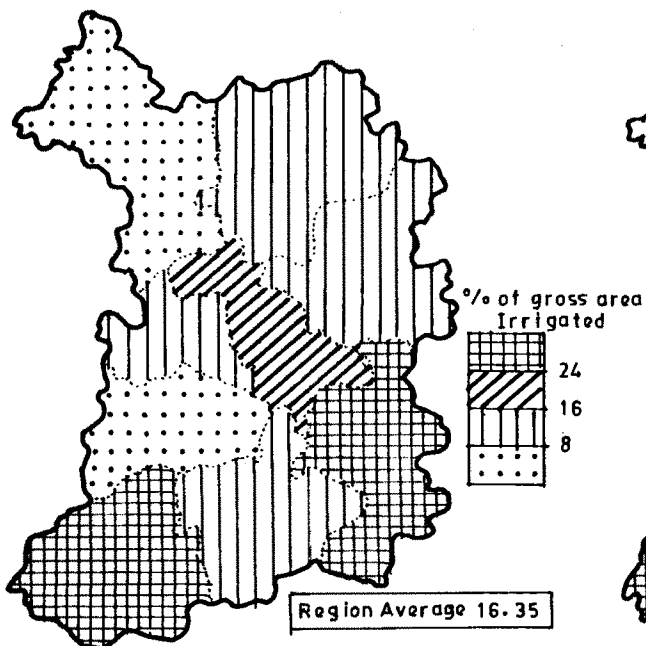 % of gross area
Irrigated
24
16
8
Region Average 16.35